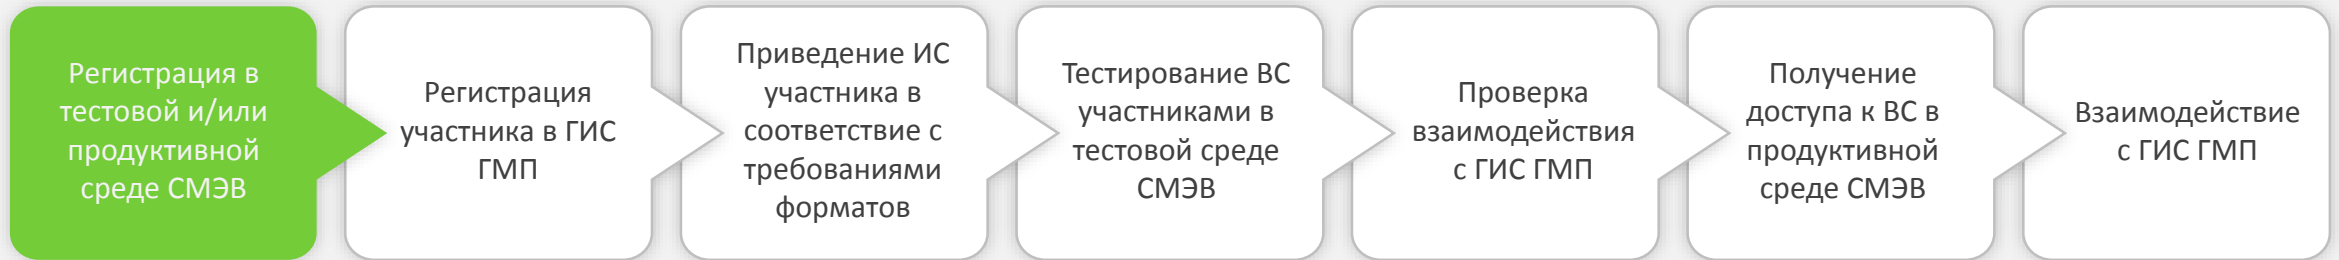 Регистрация в
тестовой и/или
продуктивной
среде СМЭВ
Регистрация
участника в ГИС
ГМП
Приведение ИС
участника в
соответствие с
требованиями
форматов
Тестирование ВС
участниками в
тестовой среде
СМЭВ
Проверка
взаимодействия
с ГИС ГМП
Получение
доступа к ВС в
продуктивной
среде СМЭВ
Взаимодействие
с ГИС ГМП